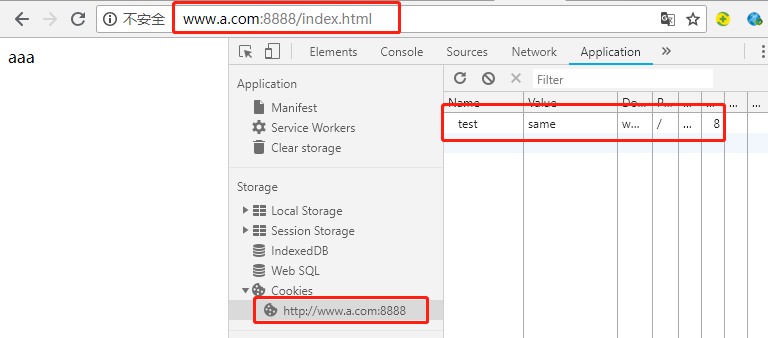 不安全 www.a.com:8888/index.html
aaa
Elements Console Sources Network Application »
Application
Manifest
Service Workers
Clear storage
Storage
Local Storage
Session Storage
IndexedDB
Web SQL
Cookies
http://www.a.com:8888
Filter
Name Value Do... P... ... ... ... ...
test same w... / ... 8